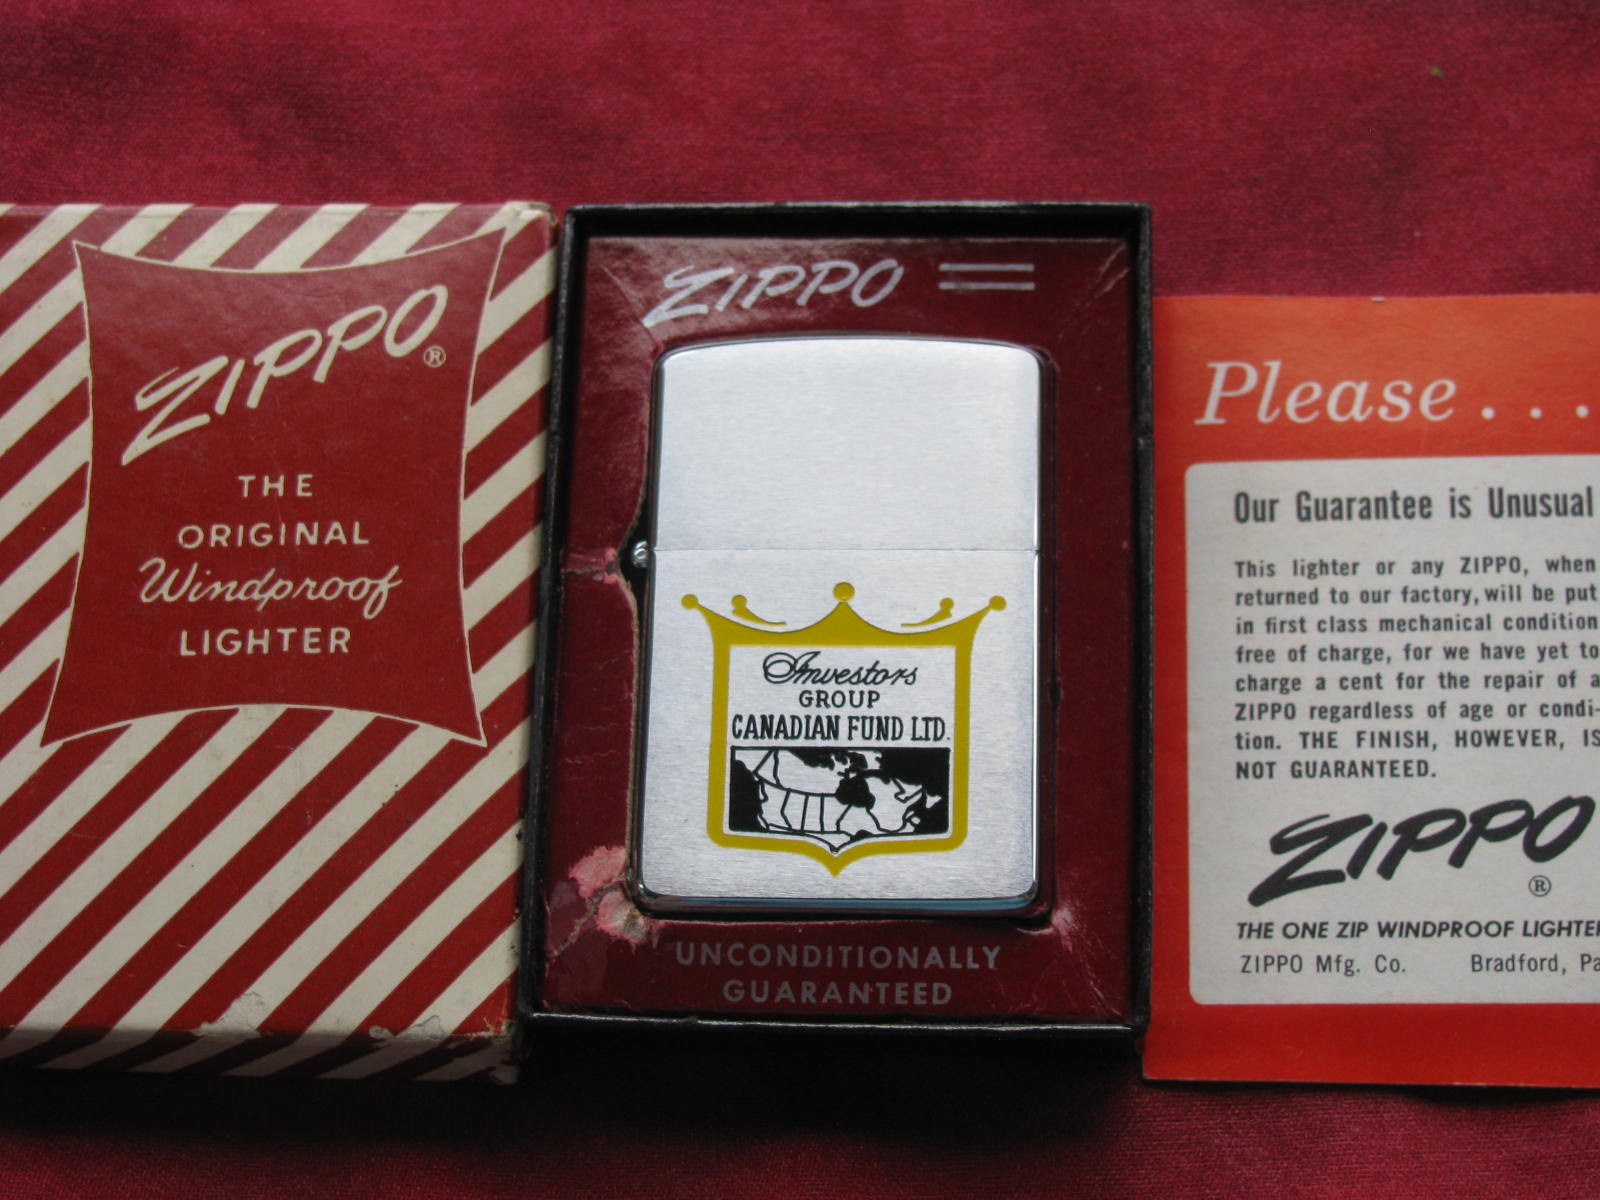 ZIPPO®
THE
ORIGINAL
Windproof
LIGHTER
ZIPPO
Investors
GROUP
CANADIAN FUND LTD.
UNCONDITIONALLY
GUARANTEED
Please . . .
Our Guarantee is Unusual
This lighter or any ZIPPO, when
returned to our factory, will be put
in first class mechanical condition
free of charge, for we have yet to
charge a cent for the repair of a
ZIPPO regardless of age or condi-
tion. THE FINISH, HOWEVER, IS
NOT GUARANTEED.
ZIPPO
®
THE ONE ZIP WINDPROOF LIGHTER
ZIPPO Mfg. Co. Bradford, Pa